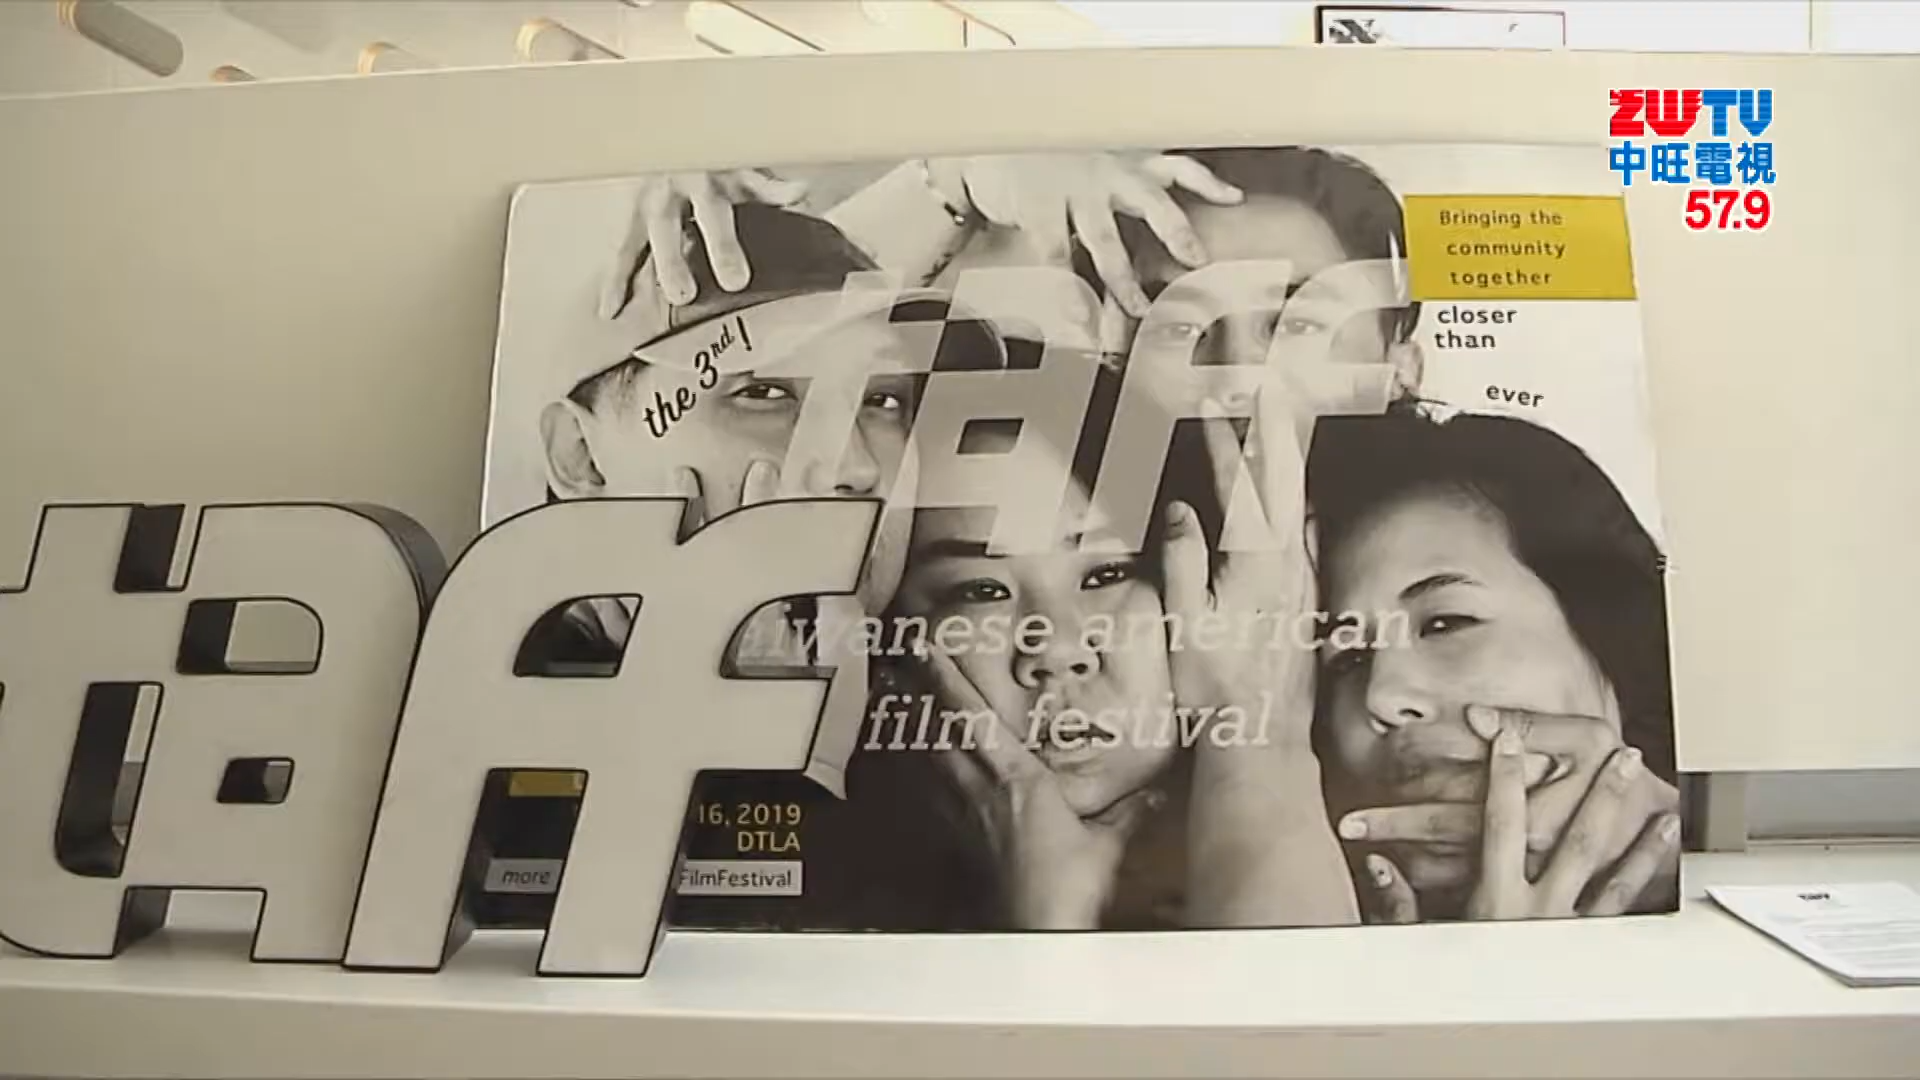 ZWTV
中旺電視
57.9
Bringing the
community
together
closer
than
ever
the 3rd!
taff
taff
taiwanese american
film festival
16, 2019
DTLA
more
FilmFestival